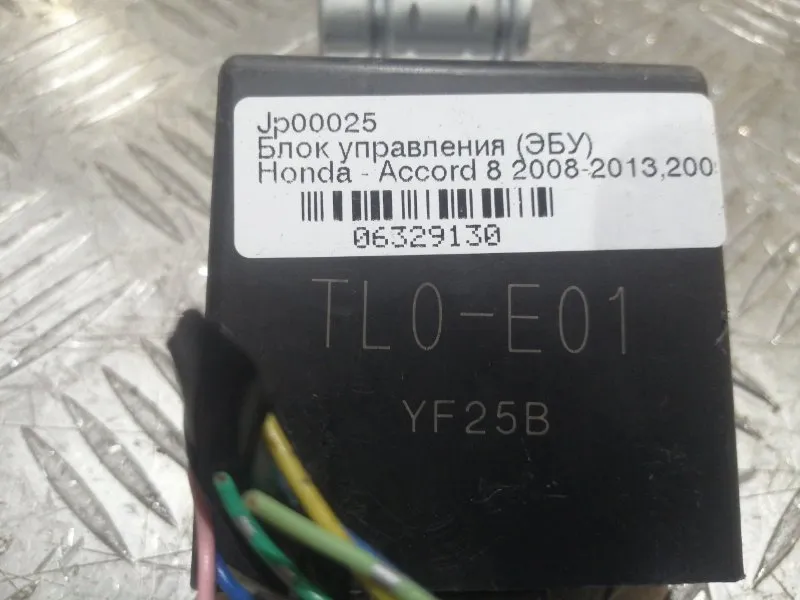 Jp00025
Блок управления (ЭБУ)
Honda - Accord 8 2008-2013,200
06329130
TL0-E01
YF25B